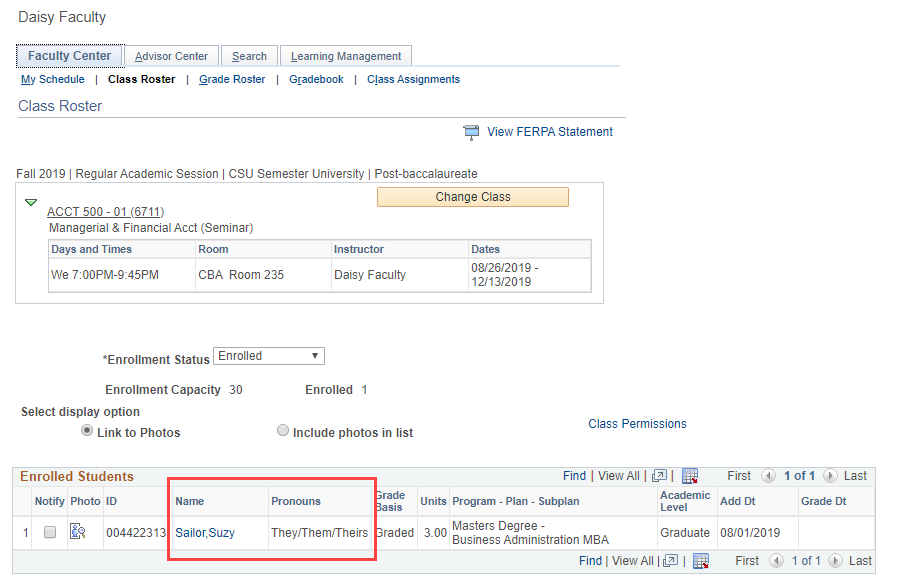 Daisy Faculty
Faculty Center Advisor Center Search Learning Management
My Schedule | Class Roster | Grade Roster | Gradebook | Class Assignments
Class Roster
View FERPA Statement
Fall 2019 | Regular Academic Session | CSU Semester University | Post-baccalaureate
Change Class
ACCT 500 - 01 (6711)
Managerial & Financial Acct (Seminar)
Days and Times Room Instructor Dates
We 7:00PM-9:45PM CBA Room 235 Daisy Faculty 08/26/2019 -
12/13/2019
*Enrollment Status Enrolled
Enrollment Capacity 30 Enrolled 1
Select display option
Link to Photos Include photos in list Class Permissions
Enrolled Students Find | View All | | First 1 of 1 Last
Notify Photo ID Name Pronouns Grade Basis Units Program - Plan - Subplan Academic Level Add Dt Grade Dt
1 004422313 Sailor,Suzy They/Them/Theirs Graded 3.00 Masters Degree - Graduate 08/01/2019
Business Administration MBA
Find | View All | | First 1 of 1 Last